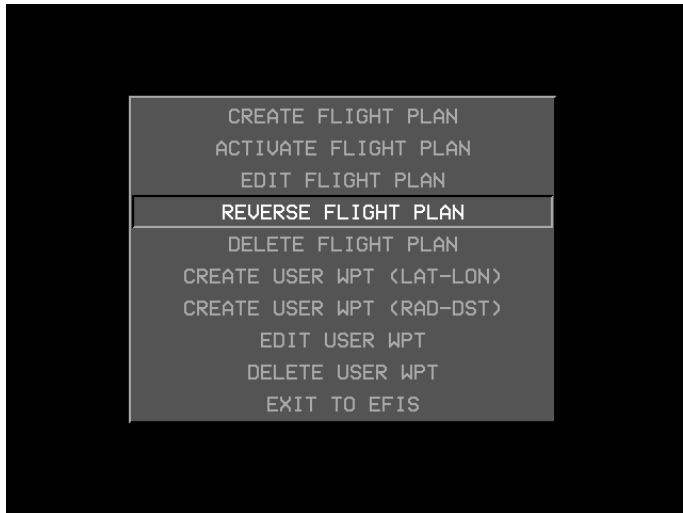 CREATE FLIGHT PLAN
ACTIVATE FLIGHT PLAN
EDIT FLIGHT PLAN
REVERSE FLIGHT PLAN
DELETE FLIGHT PLAN
CREATE USER WPT (LAT-LON)
CREATE USER WPT (RAD-DST)
EDIT USER WPT
DELETE USER WPT
EXIT TO EFIS